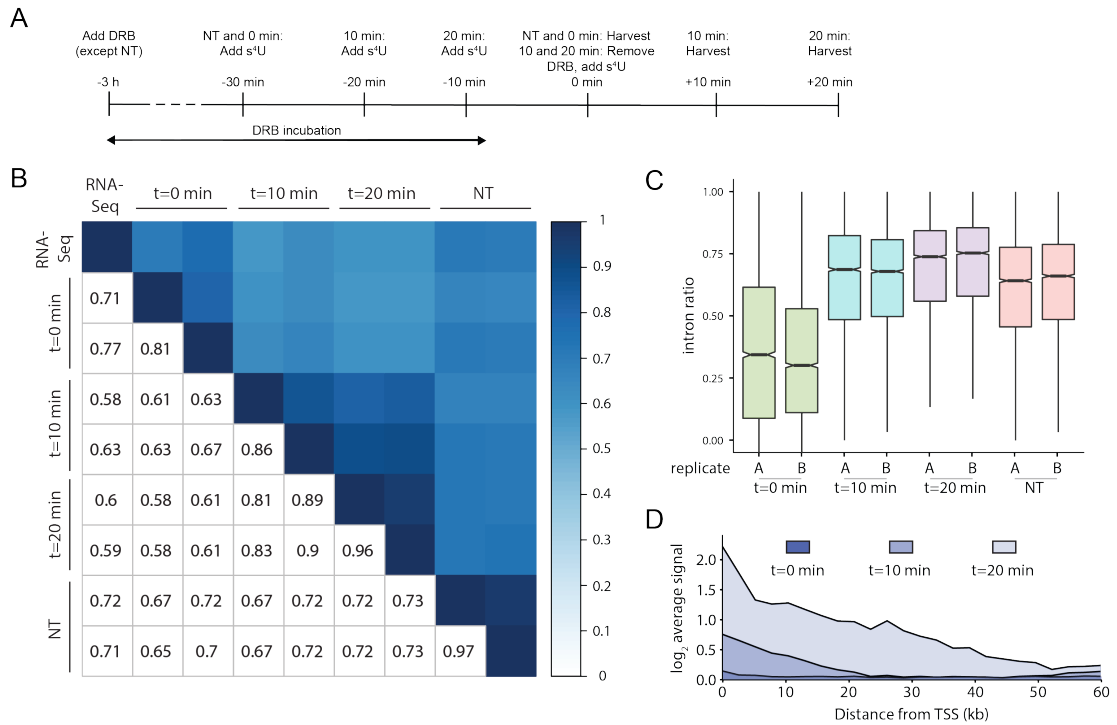 A
Add DRB
(except NT)
-3 h
NT and 0 min:
Add s⁴U
-30 min
10 min:
Add s⁴U
-20 min
20 min:
Add s⁴U
-10 min
NT and 0 min: Harvest
10 and 20 min: Remove
DRB, add s⁴U
0 min
10 min:
Harvest
+10 min
20 min:
Harvest
+20 min
DRB incubation
B
RNA-
Seq
t=0 min
t=10 min
t=20 min
NT
RNA-
Seq
t=0 min
0.71
0.77 0.81
t=10 min
0.58 0.61 0.63
0.63 0.63 0.67 0.86
t=20 min
0.6 0.58 0.61 0.81 0.89
0.59 0.58 0.61 0.83 0.9 0.96
NT
0.72 0.67 0.72 0.67 0.72 0.72 0.73
0.71 0.65 0.7 0.67 0.72 0.72 0.73 0.97
1
0.9
0.8
0.7
0.6
0.5
0.4
0.3
0.2
0.1
0
C
intron ratio
1.00
0.75
0.50
0.25
0.00
replicate A B A B A B A B
t=0 min t=10 min t=20 min NT
D
log₂ average signal
2.0
1.5
1.0
0.5
0.0
t=0 min t=10 min t=20 min
0 10 20 30 40 50 60
Distance from TSS (kb)